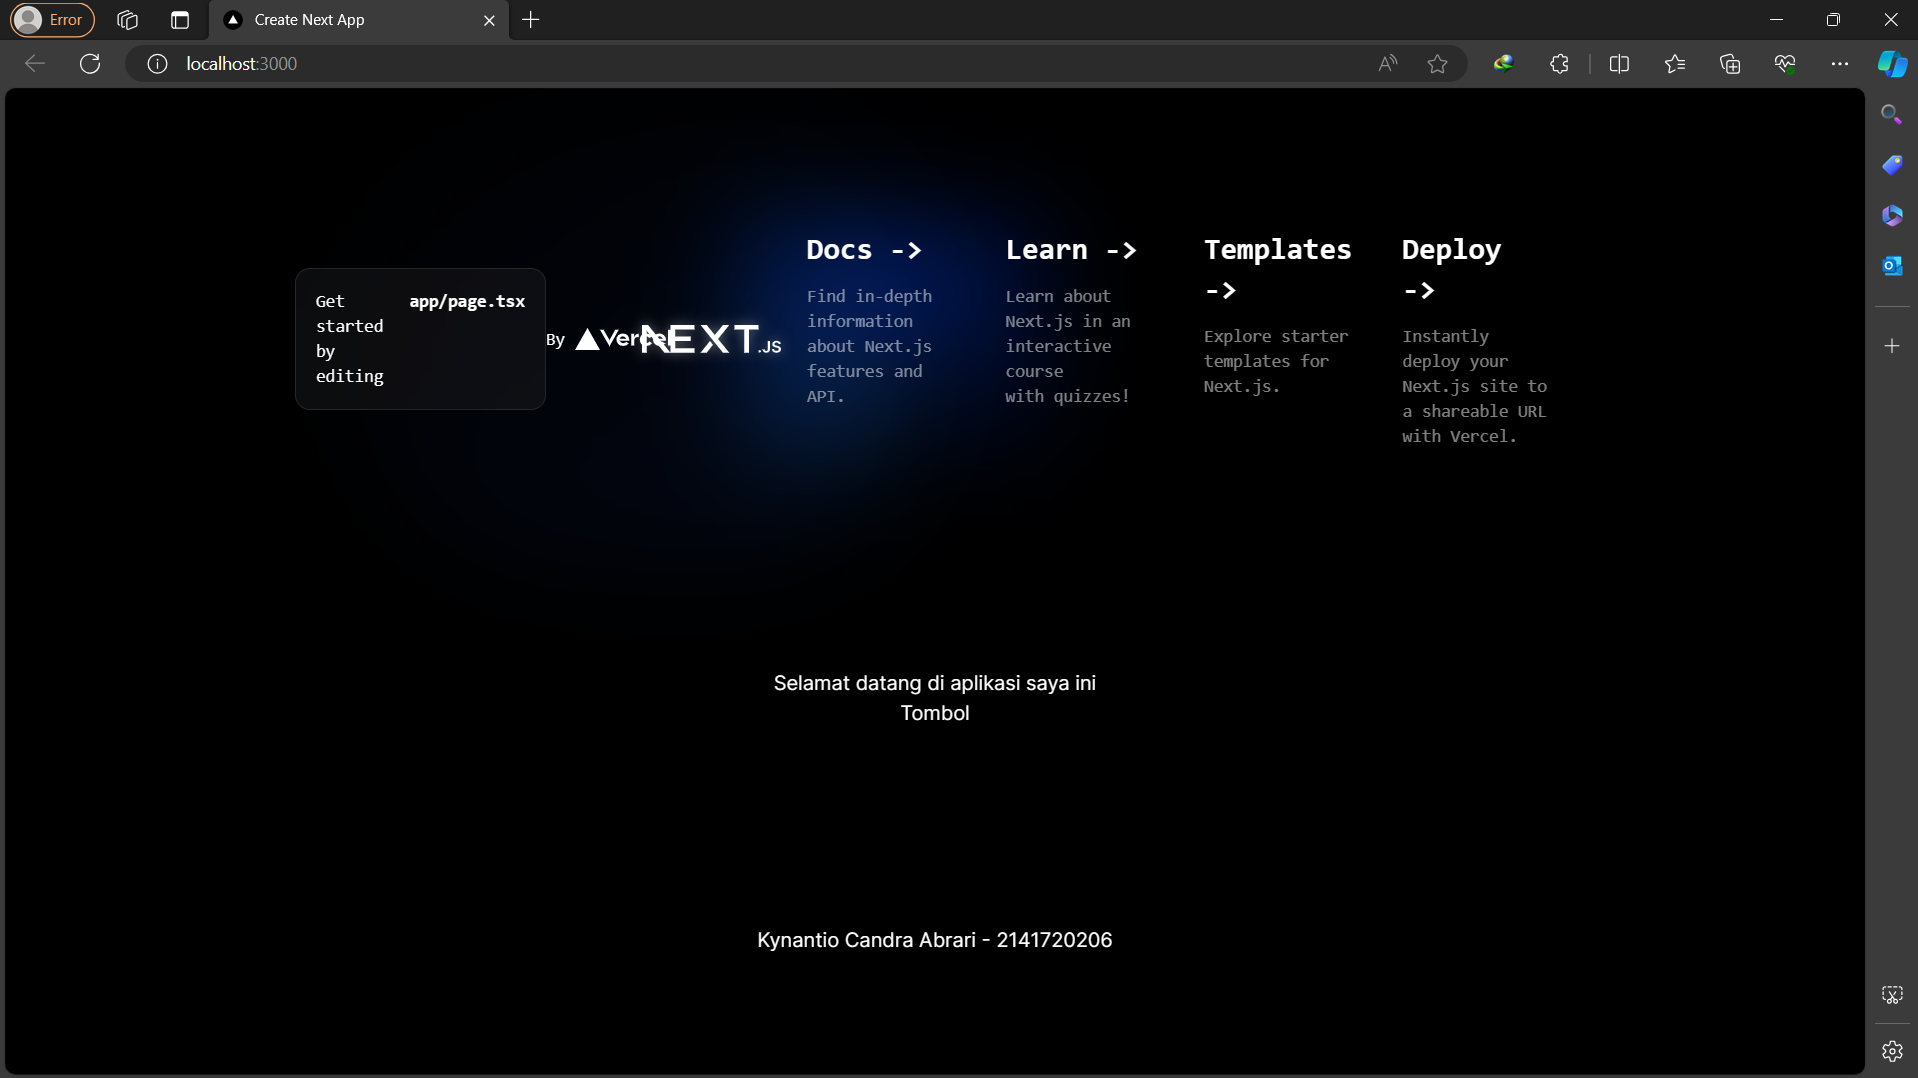 Error
Create Next App
localhost:3000
Get
started
by
editing
app/page.tsx
By
Vercel
NEXT.JS
Docs ->
Find in-depth
information
about Next.js
features and
API.
Learn ->
Learn about
Next.js in an
interactive
course
with quizzes!
Templates
->
Explore starter
templates for
Next.js.
Deploy
->
Instantly
deploy your
Next.js site to
a shareable URL
with Vercel.
Selamat datang di aplikasi saya ini
Tombol
Kynantio Candra Abrari - 2141720206